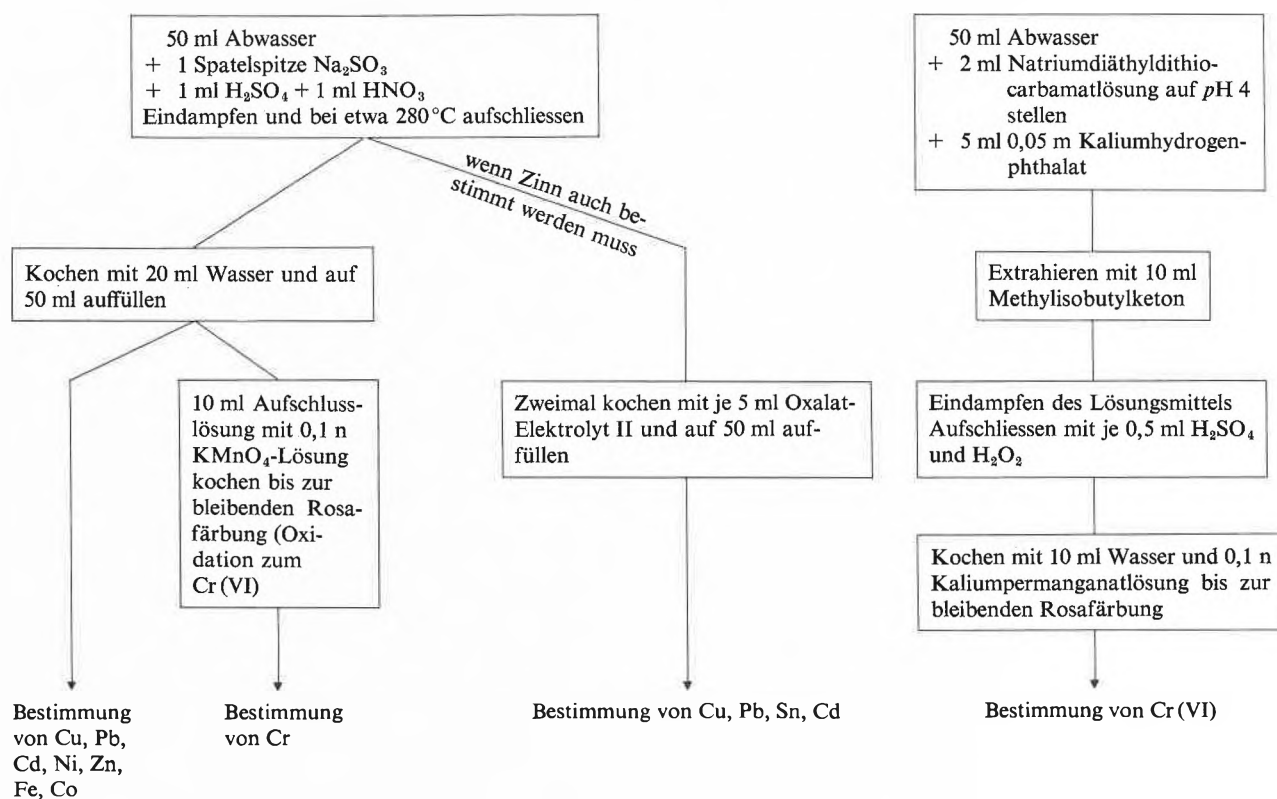 50 ml Abwasser
+ 1 Spatelspitze Na₂SO₃
+ 1 ml H₂SO₄ + 1 ml HNO₃
Eindampfen und bei etwa 280°C aufschliessen
wenn Zinn auch be-
stimmt werden muss
Kochen mit 20 ml Wasser und auf
50 ml auffüllen
10 ml Aufschluss-
lösung mit 0,1 n
KMnO₄-Lösung
kochen bis zur
bleibenden Rosa-
färbung (Oxi-
dation zum
Cr(VI)
Zweimal kochen mit je 5 ml Oxalat-
Elektrolyt II und auf 50 ml auf-
füllen
Bestimmung
von Cu, Pb,
Cd, Ni, Zn,
Fe, Co
Bestimmung
von Cr
Bestimmung von Cu, Pb, Sn, Cd
50 ml Abwasser
+ 2 ml Natriumdiäthyldithio-
carbamatlösung auf pH 4
stellen
+ 5 ml 0,05 m Kaliumhydrogen-
phthalat
Extrahieren mit 10 ml
Methylisobutylketon
Eindampfen des Lösungsmittels
Aufschliessen mit je 0,5 ml H₂SO₄
und H₂O₂
Kochen mit 10 ml Wasser und 0,1 n
Kaliumpermanganatlösung bis zur
bleibenden Rosafärbung
Bestimmung von Cr(VI)